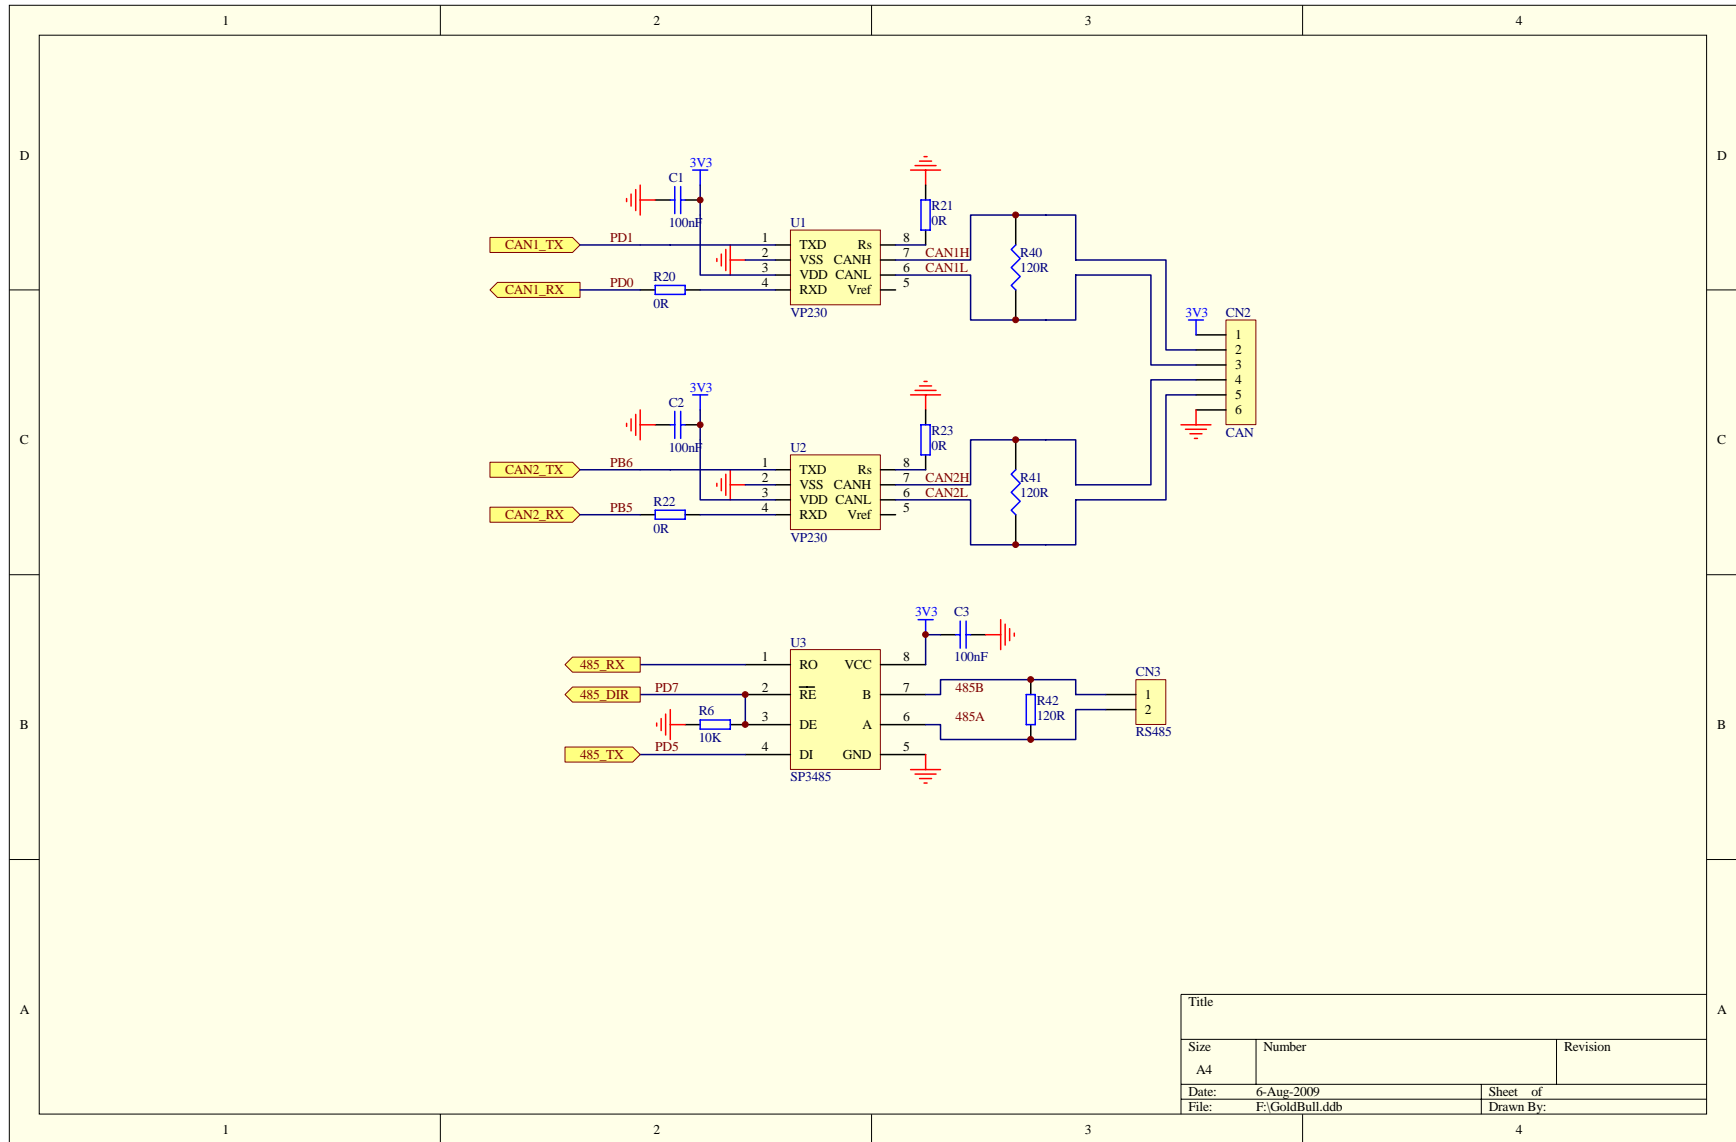 1 2 3 4
D D
3V3
C1
100nF
R21
0R
U1
CAN1_TX PD1 1 TXD Rs 8
2 VSS CANH 7 CAN1H
3 VDD CANL 6 CAN1L
CAN1_RX PD0 R20 4 RXD Vref 5
0R
VP230
R40
120R
3V3 CN2
1
2
3
4
5
6
CAN
C C
3V3
C2
100nF
R23
0R
U2
CAN2_TX PB6 1 TXD Rs 8
2 VSS CANH 7 CAN2H
3 VDD CANL 6 CAN2L
CAN2_RX PB5 R22 4 RXD Vref 5
0R
VP230
R41
120R
3V3 C3
100nF
U3
485_RX 1 RO VCC 8
485_DIR PD7 2 RE B 7 485B
R6 3 DE A 6 485A
10K
485_TX PD5 4 DI GND 5
SP3485
R42
120R
CN3
1
2
RS485
B B
A A
Title
Size Number Revision
A4
Date: 6-Aug-2009 Sheet of
File: F:\GoldBull.ddb Drawn By:
1 2 3 4